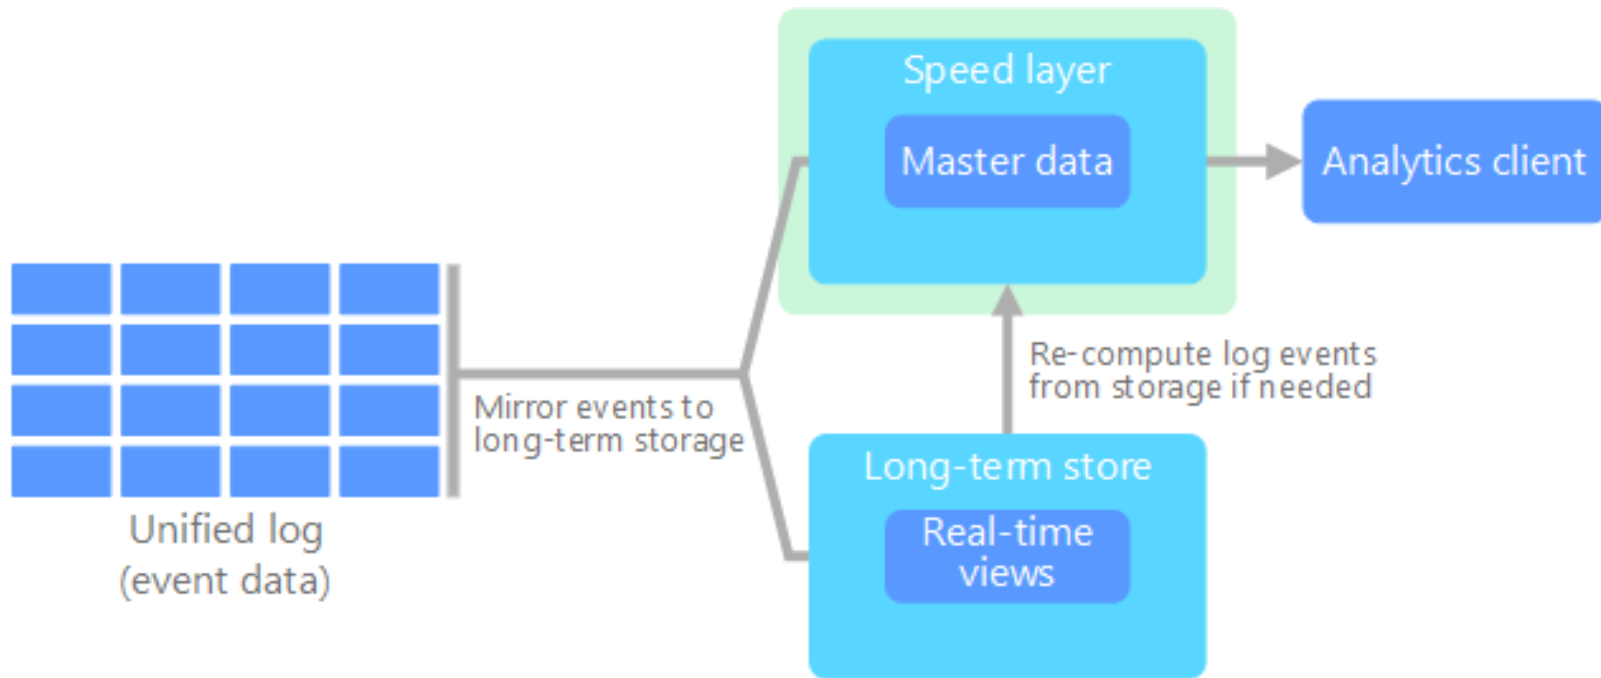 Speed layer
Master data
Analytics client
Mirror events to
long-term storage
Re-compute log events
from storage if needed
Unified log
(event data)
Long-term store
Real-time
views